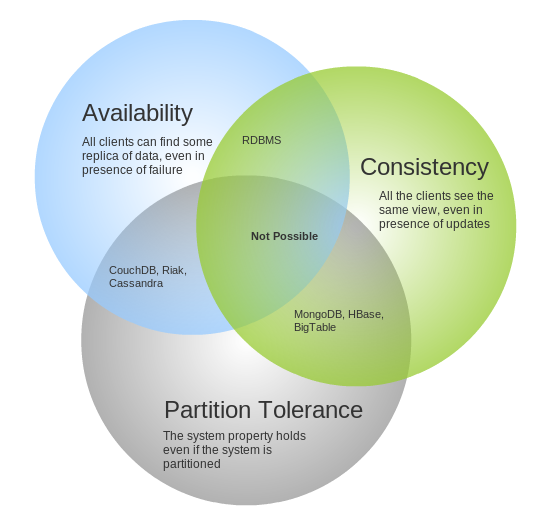 Availability
All clients can find some
replica of data, even in
presence of failure
RDBMS
Consistency
All the clients see the
same view, even in
presence of updates
Not Possible
CouchDB, Riak,
Cassandra
MongoDB, HBase,
BigTable
Partition Tolerance
The system property holds
even if the system is
partitioned